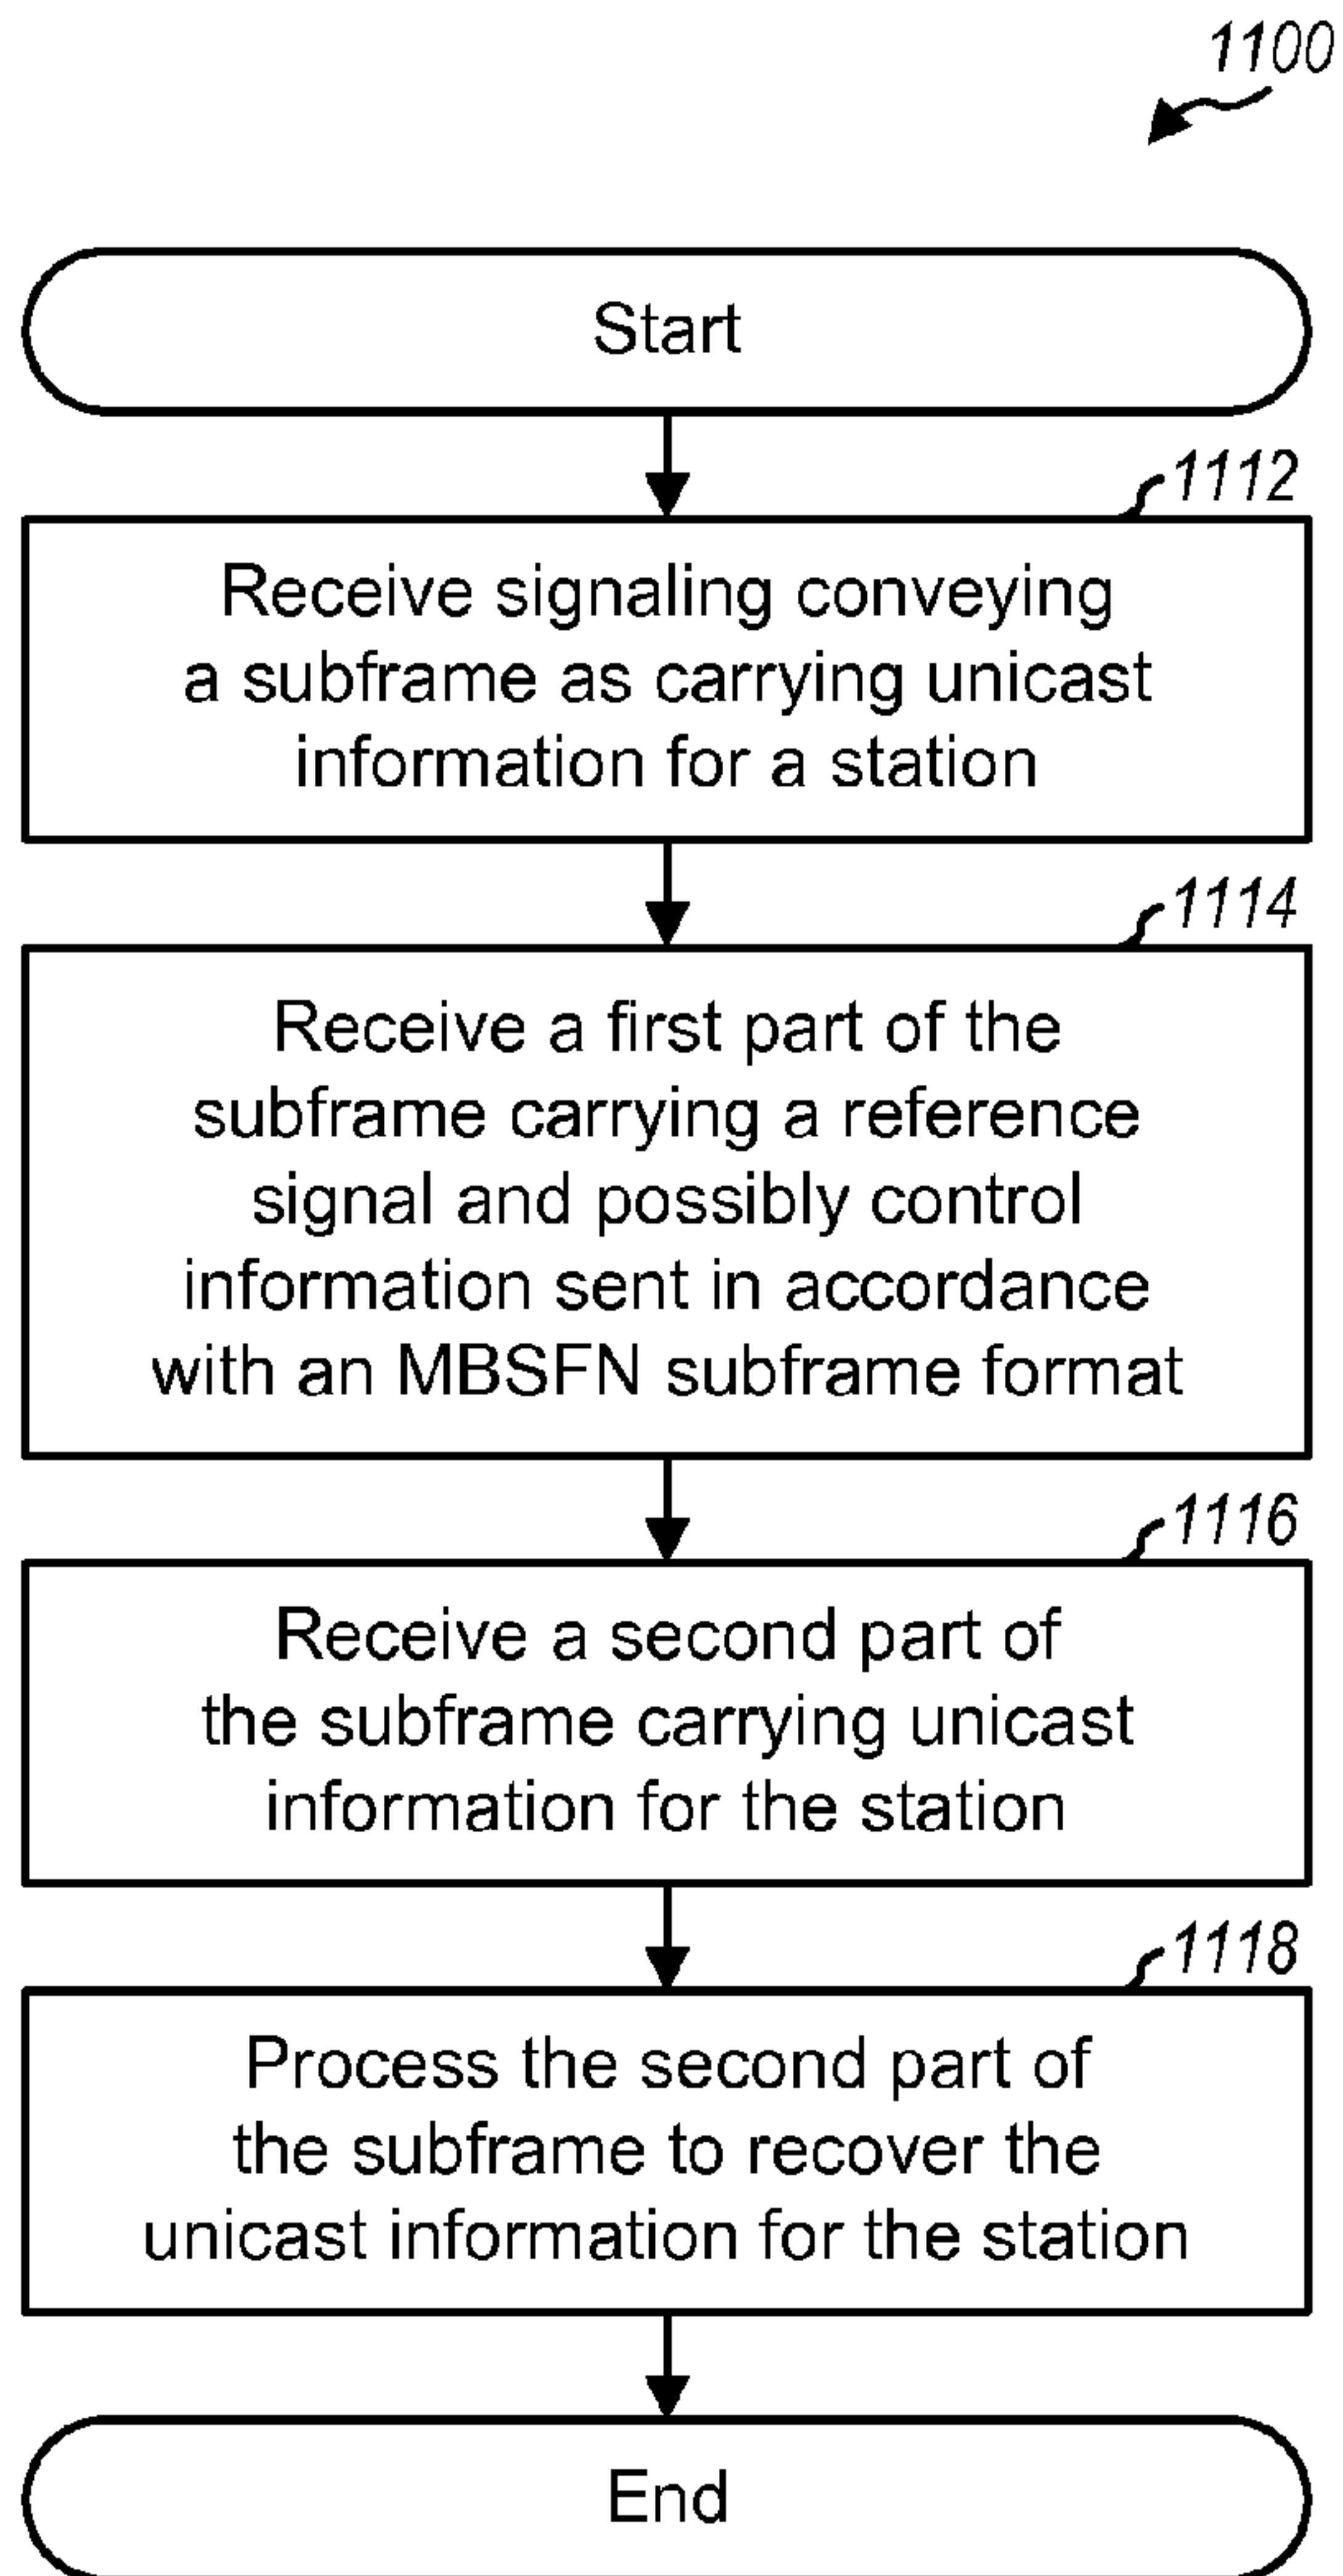 1100
Start
1112
Receive signaling conveying
a subframe as carrying unicast
information for a station
1114
Receive a first part of the
subframe carrying a reference
signal and possibly control
information sent in accordance
with an MBSFN subframe format
1116
Receive a second part of
the subframe carrying unicast
information for the station
1118
Process the second part of
the subframe to recover the
unicast information for the station
End